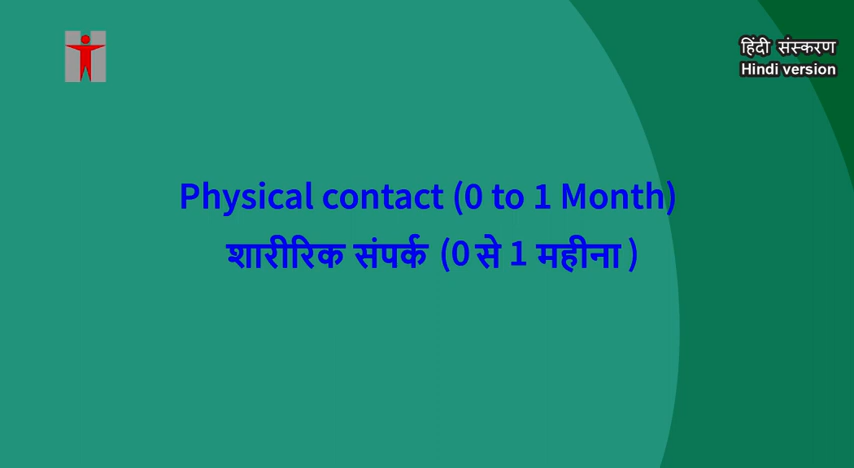 हिंदी संस्करण
Hindi version
Physical contact (0 to 1 Month)
शारीरिक संपर्क (0 से 1 महीना )